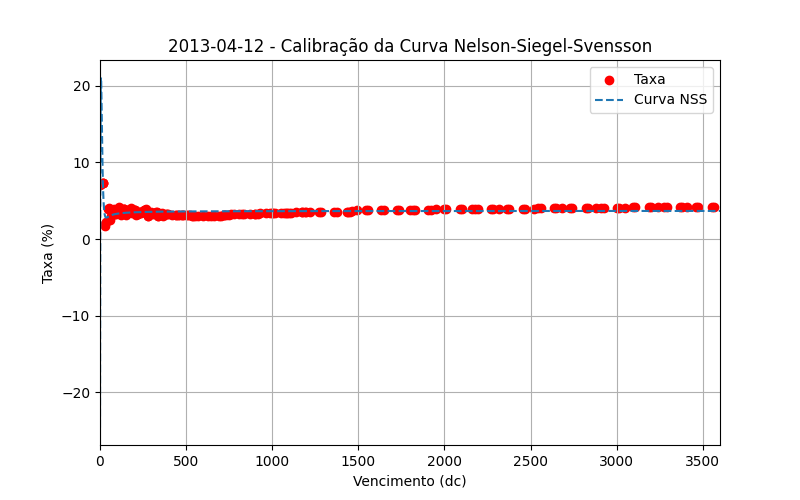 2013-04-12 - Calibração da Curva Nelson-Siegel-Svensson
Taxa
Curva NSS
Taxa (%)
20
10
0
−10
−20
0 500 1000 1500 2000 2500 3000 3500
Vencimento (dc)